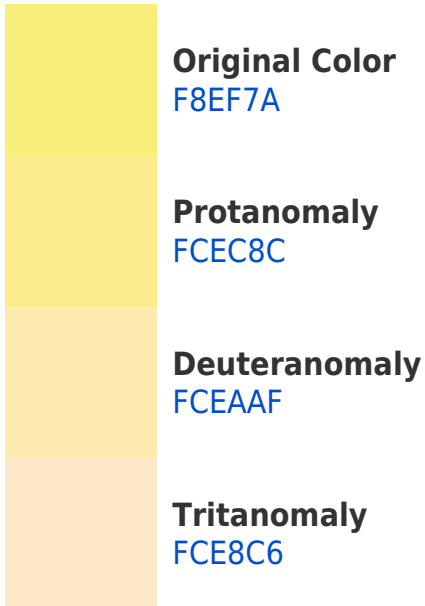 Original Color
F8EF7A
Protanomaly
FCEC8C
Deuteranomaly
FCEAAF
Tritanomaly
FCE8C6